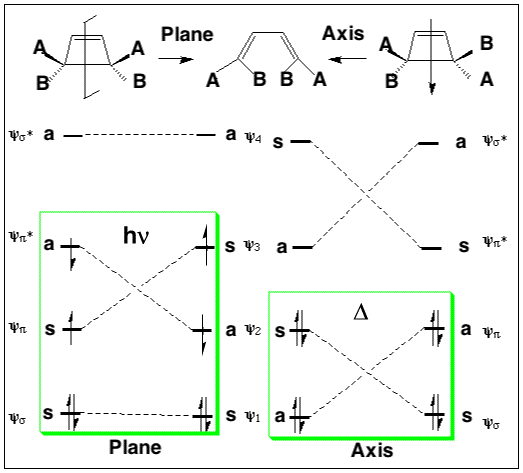 A Plane Axis B
A A
B B A B B A B A
ψσ* a a ψ4 s a ψσ*
ψπ* a hν s ψ3 a s ψπ*
Δ
ψπ s a ψ2 s a ψπ
ψσ s s ψ1 a s ψσ
Plane Axis